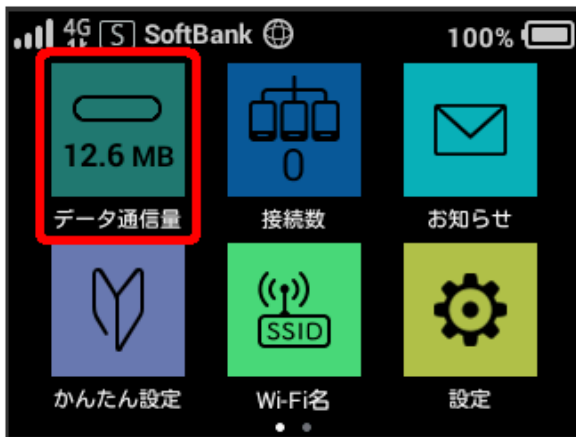 4G S SoftBank 100%
12.6 MB 0
データ通信量 接続数 お知らせ
SSID
かんたん設定 Wi-Fi名 設定